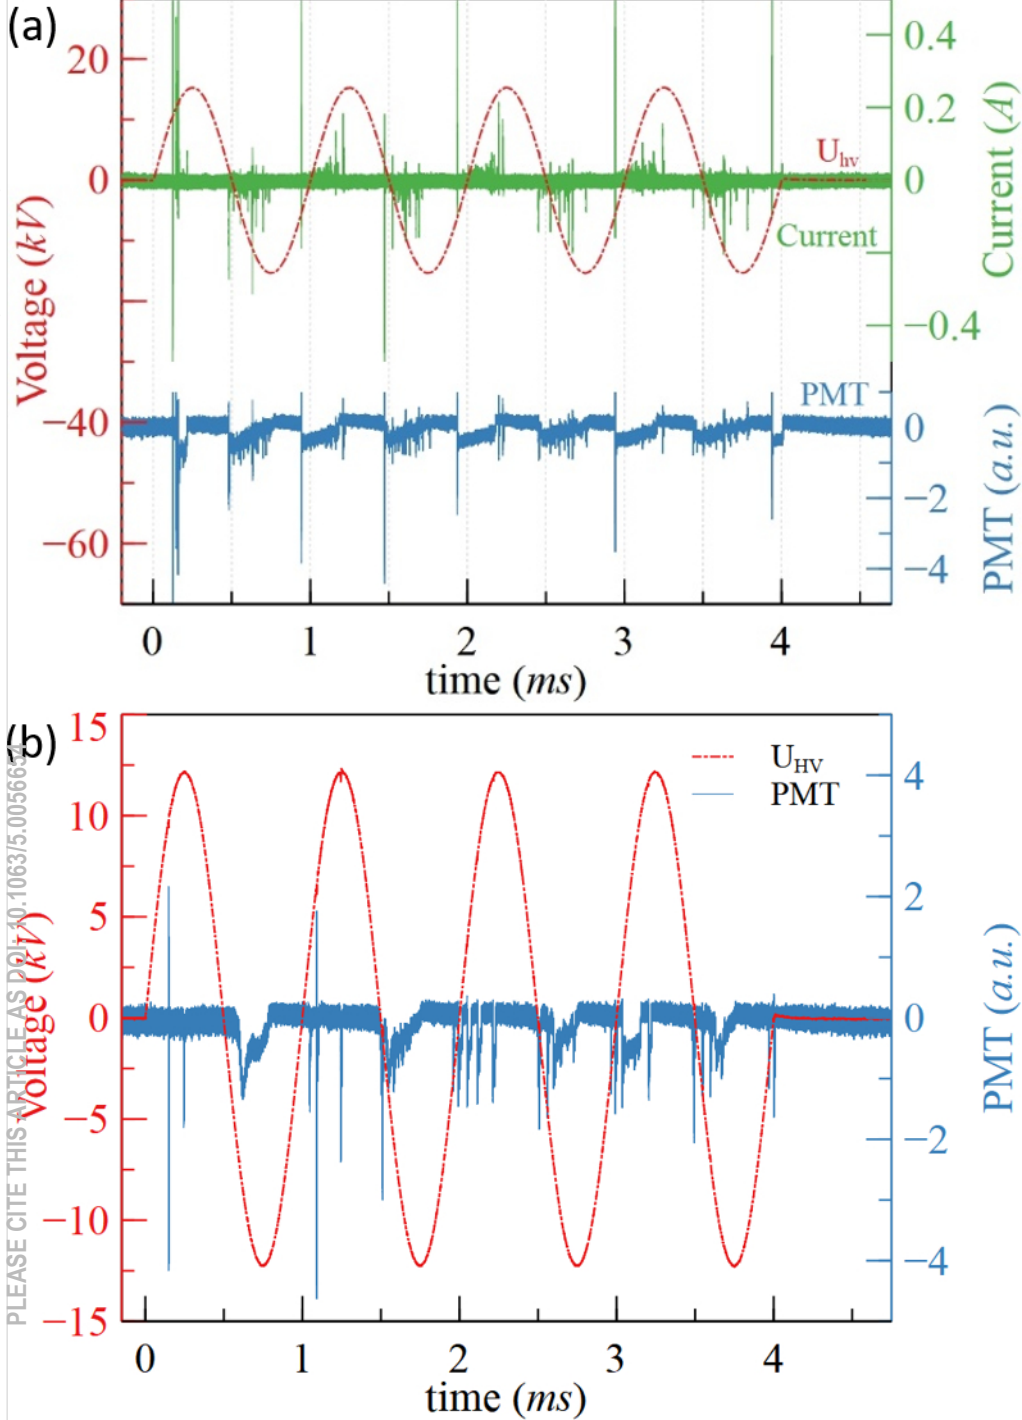 (a)
20
0
−40
−60
Voltage (kV)
0.4
0.2
0
−0.4
Current (A)
Uhv
Current
PMT
0
−2
−4
PMT (a.u.)
0 1 2 3 4
time (ms)
(b)
15
10
5
0
−5
−10
−15
Voltage (kV)
UHV
PMT
4
2
0
−2
−4
PMT (a.u.)
0 1 2 3 4
time (ms)
PLEASE CITE THIS ARTICLE AS DOI: 10.1063/5.0056654